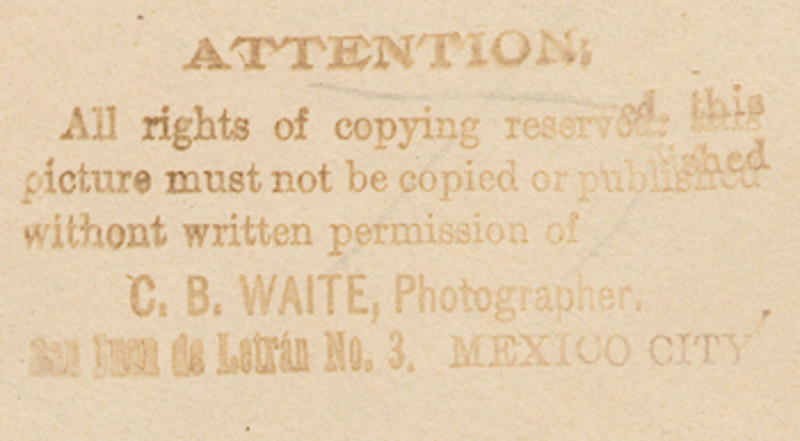 ATTENTION;
All rights of copying reserved: this
picture must not be copied or published
withont written permission of
C. B. WAITE, Photographer.
San Juan de Letrán No. 3. MEXICO CITY